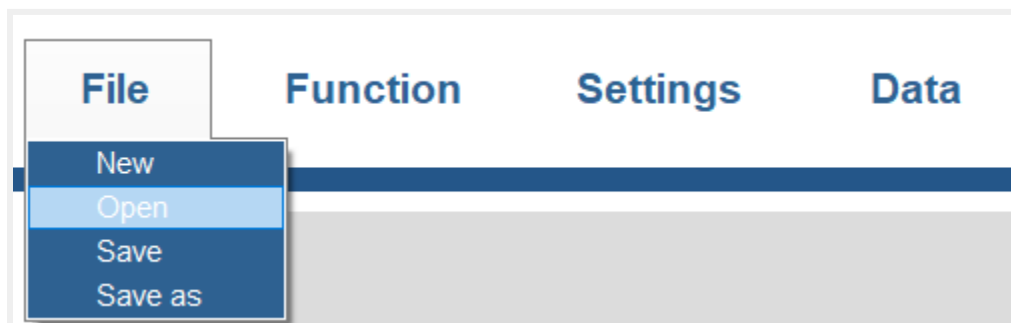 File Function Settings Data
New
Open
Save
Save as